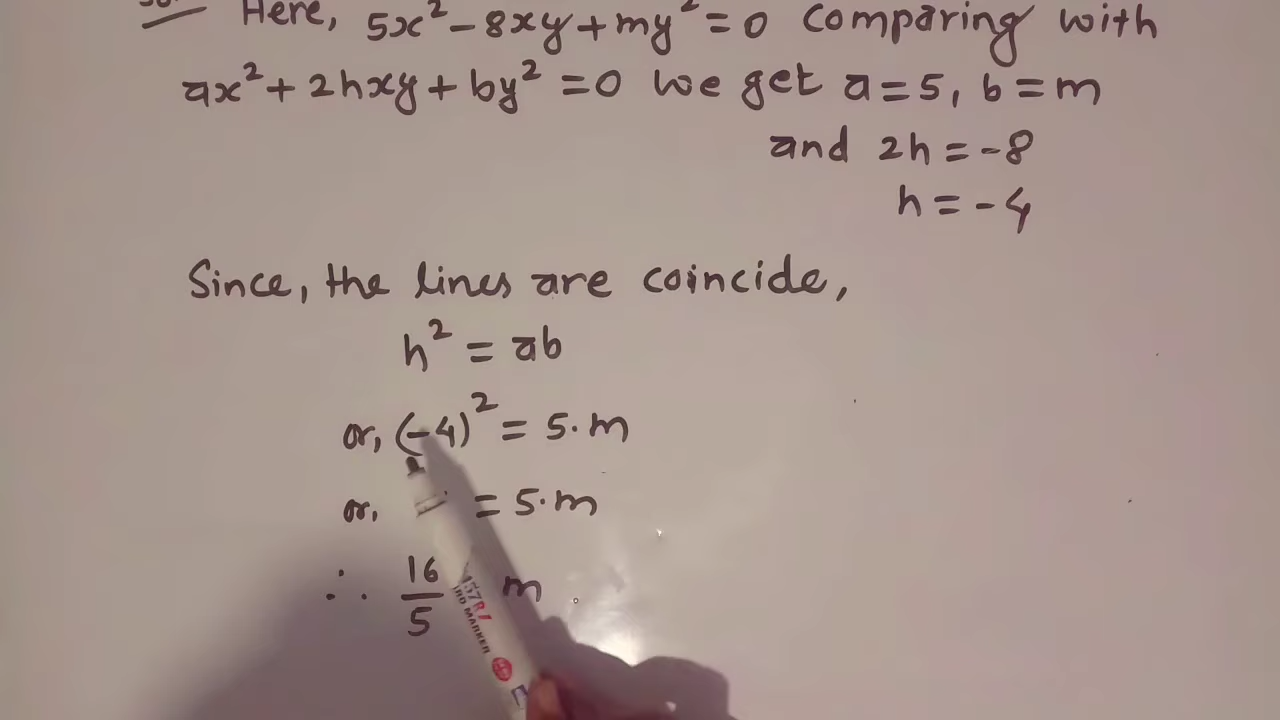 Here, 5x² - 8xy + my² = 0 comparing with
ax² + 2hxy + by² = 0 we get a = 5, b = m
and 2h = -8
h = -4
Since, the lines are coincide,
h² = ab
or, (-4)² = 5·m
or, = 5·m
∴ 16/5 m